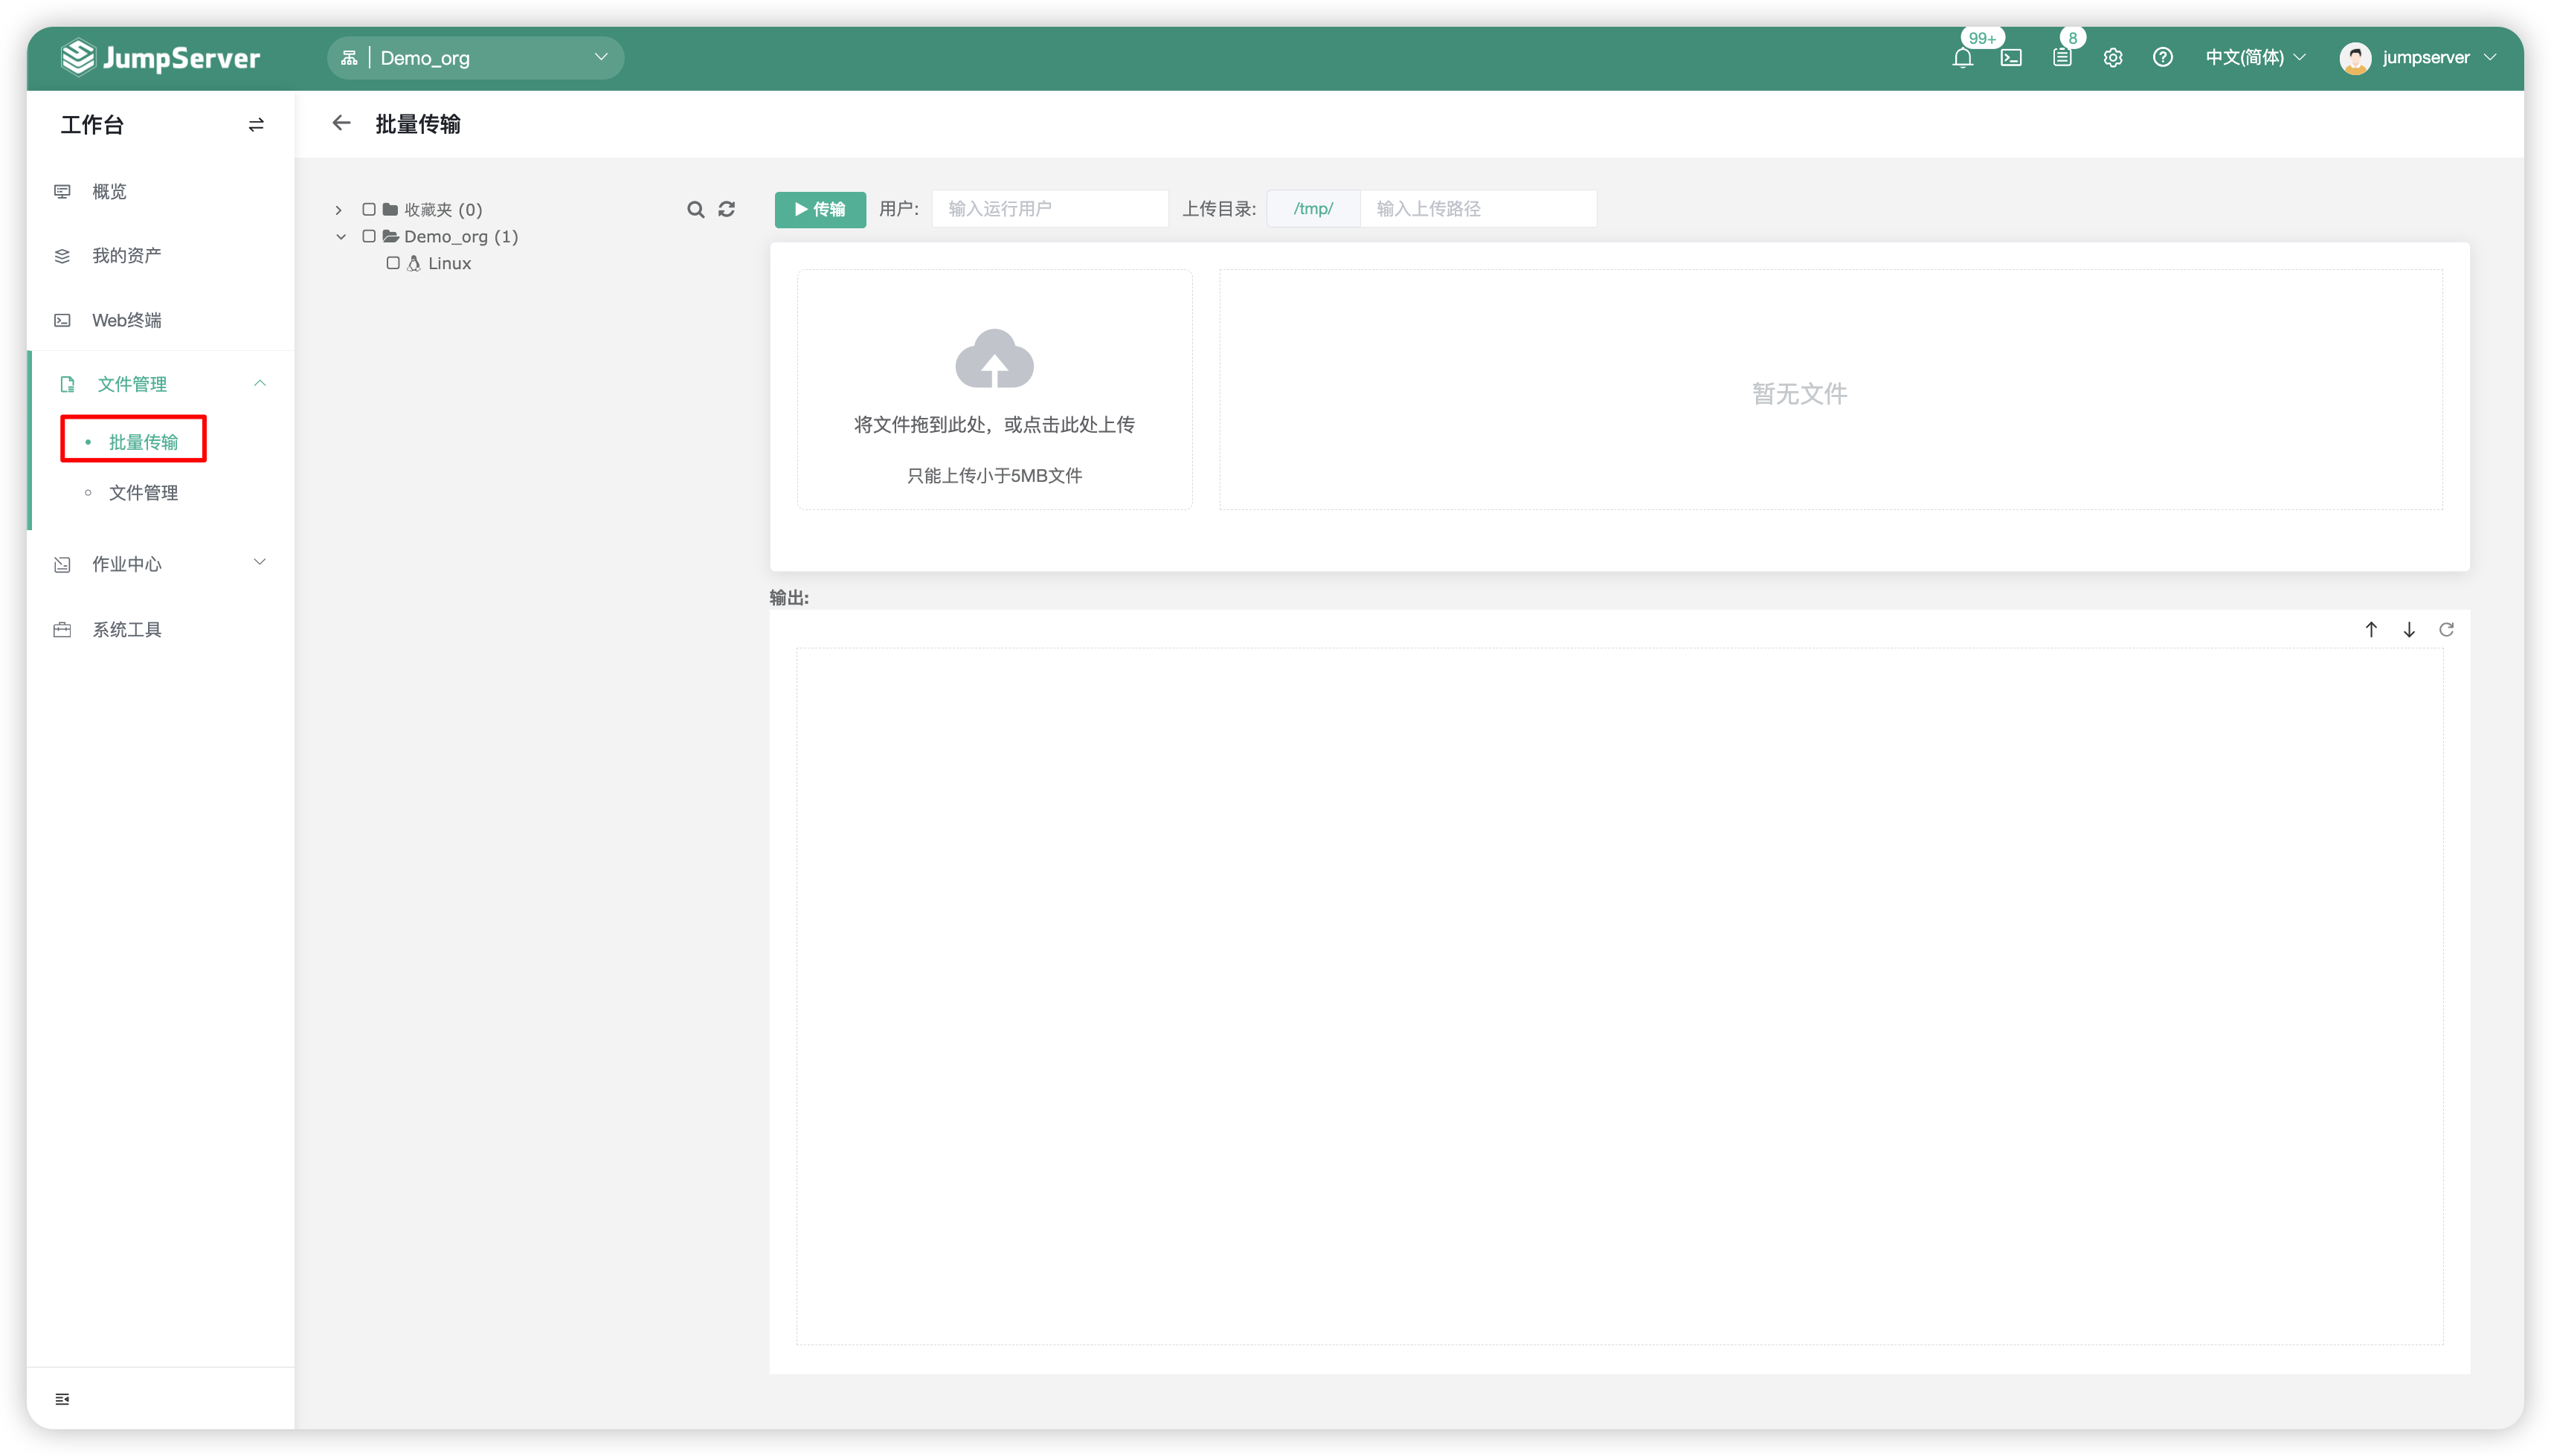 JumpServer
Demo_org
99+
8
中文(简体)
jumpserver
工作台
批量传输
概览
我的资产
Web终端
文件管理
批量传输
文件管理
作业中心
系统工具
收藏夹 (0)
Demo_org (1)
Linux
传输
用户:
输入运行用户
上传目录:
/tmp/
输入上传路径
将文件拖到此处，或点击此处上传
只能上传小于5MB文件
暂无文件
输出: